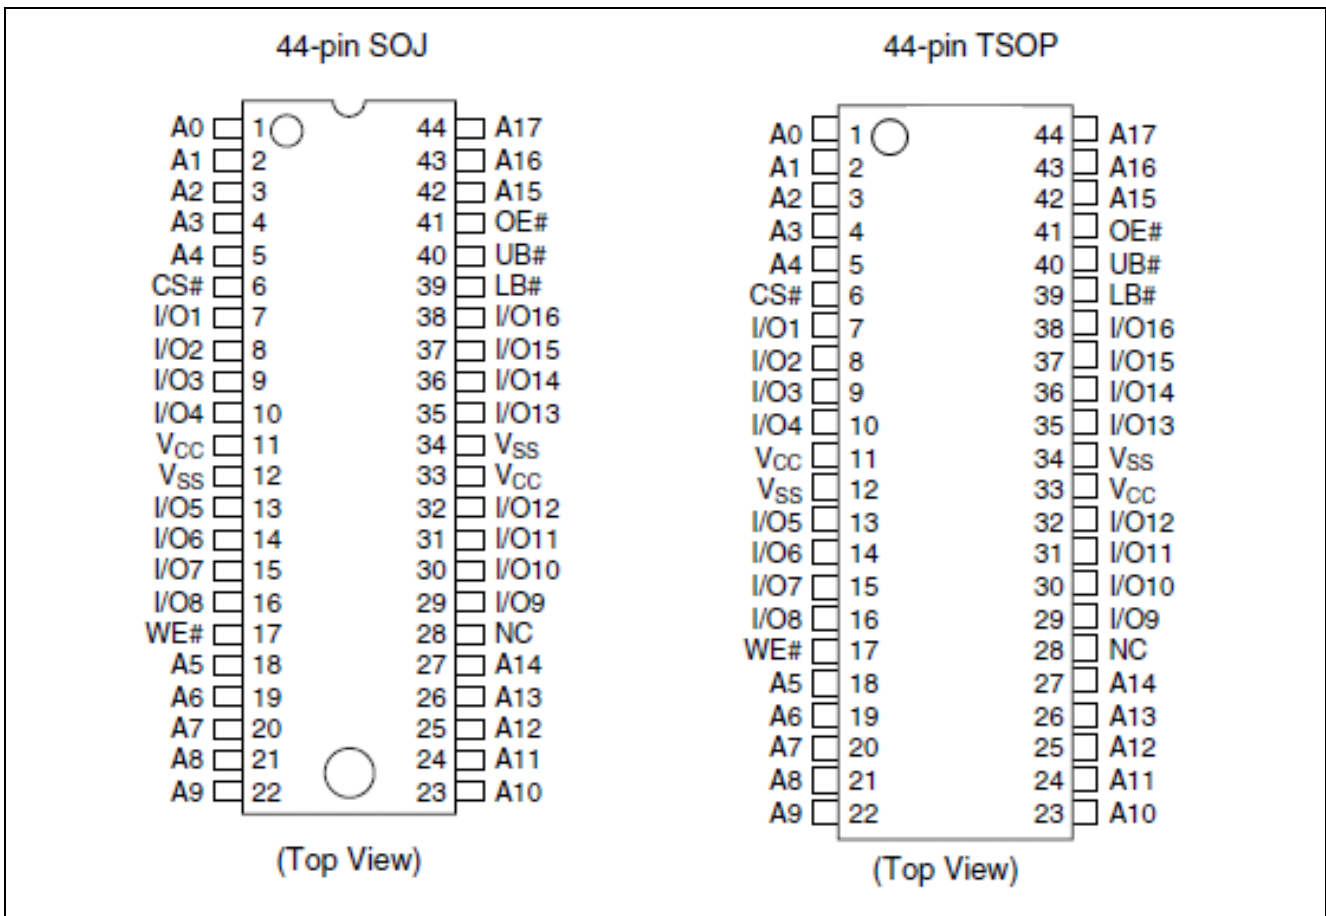 44-pin SOJ
A0 1 44 A17
A1 2 43 A16
A2 3 42 A15
A3 4 41 OE#
A4 5 40 UB#
CS# 6 39 LB#
I/O1 7 38 I/O16
I/O2 8 37 I/O15
I/O3 9 36 I/O14
I/O4 10 35 I/O13
VCC 11 34 VSS
VSS 12 33 VCC
I/O5 13 32 I/O12
I/O6 14 31 I/O11
I/O7 15 30 I/O10
I/O8 16 29 I/O9
WE# 17 28 NC
A5 18 27 A14
A6 19 26 A13
A7 20 25 A12
A8 21 24 A11
A9 22 23 A10
(Top View)
44-pin TSOP
A0 1 44 A17
A1 2 43 A16
A2 3 42 A15
A3 4 41 OE#
A4 5 40 UB#
CS# 6 39 LB#
I/O1 7 38 I/O16
I/O2 8 37 I/O15
I/O3 9 36 I/O14
I/O4 10 35 I/O13
VCC 11 34 VSS
VSS 12 33 VCC
I/O5 13 32 I/O12
I/O6 14 31 I/O11
I/O7 15 30 I/O10
I/O8 16 29 I/O9
WE# 17 28 NC
A5 18 27 A14
A6 19 26 A13
A7 20 25 A12
A8 21 24 A11
A9 22 23 A10
(Top View)